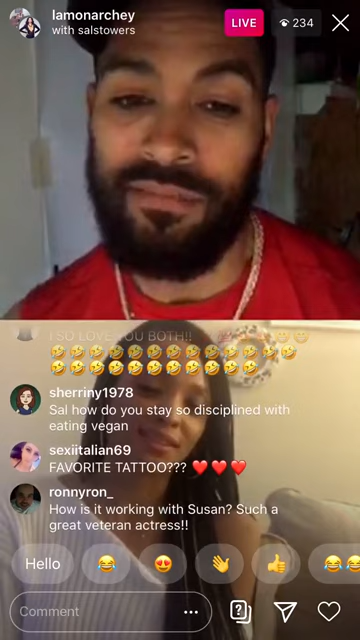 lamonarchey
LIVE
234
with salstowers
I SO LOVE YOU BOTH!!
sherriny1978
Sal how do you stay so disciplined with
eating vegan
sexiitalian69
FAVORITE TATTOO??? ❤️❤️❤️
ronnyron_
How is it working with Susan? Such a
great veteran actress!!
Hello
Comment